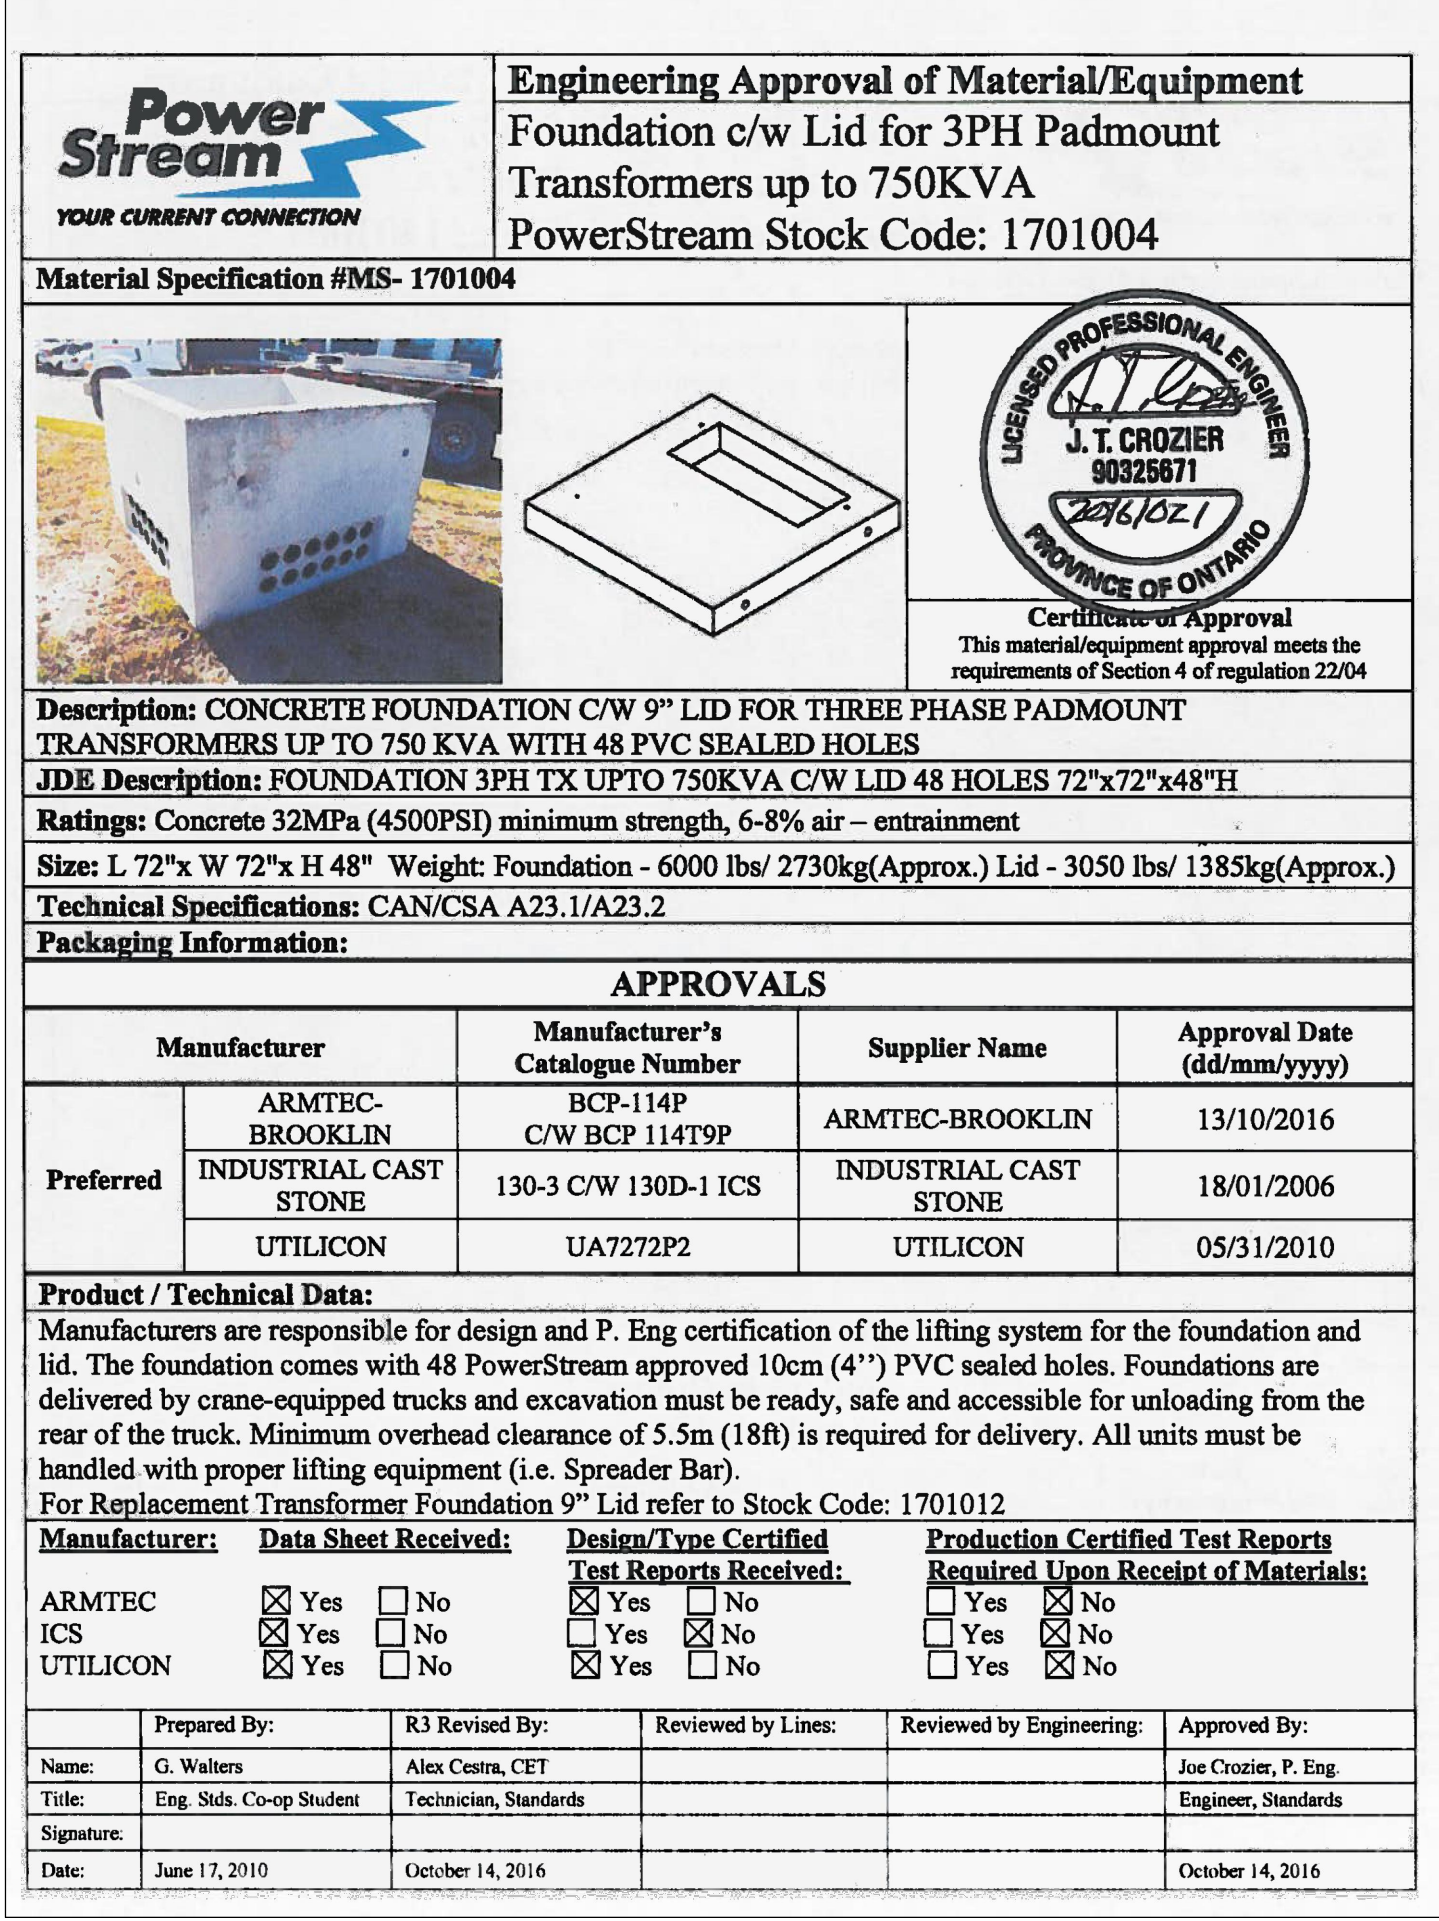 Power
Stream
YOUR CURRENT CONNECTION
Engineering Approval of Material/Equipment
Foundation c/w Lid for 3PH Padmount
Transformers up to 750KVA
PowerStream Stock Code: 1701004
Material Specification #MS- 1701004
LICENSED PROFESSIONAL ENGINEER
J. T. CROZIER
90325671
PROVINCE OF ONTARIO
Certificate of Approval
This material/equipment approval meets the
requirements of Section 4 of regulation 22/04
Description: CONCRETE FOUNDATION C/W 9” LID FOR THREE PHASE PADMOUNT
TRANSFORMERS UP TO 750 KVA WITH 48 PVC SEALED HOLES
JDE Description: FOUNDATION 3PH TX UPTO 750KVA C/W LID 48 HOLES 72"x72"x48"H
Ratings: Concrete 32MPa (4500PSI) minimum strength, 6-8% air – entrainment
Size: L 72"x W 72"x H 48" Weight: Foundation - 6000 lbs/ 2730kg(Approx.) Lid - 3050 lbs/ 1385kg(Approx.)
Technical Specifications: CAN/CSA A23.1/A23.2
Packaging Information:
APPROVALS
Manufacturer
Manufacturer’s
Catalogue Number
Supplier Name
Approval Date
(dd/mm/yyyy)
Preferred
ARMTEC-
BROOKLIN
BCP-114P
C/W BCP 114T9P
ARMTEC-BROOKLIN
13/10/2016
INDUSTRIAL CAST
STONE
130-3 C/W 130D-1 ICS
INDUSTRIAL CAST
STONE
18/01/2006
UTILICON
UA7272P2
UTILICON
05/31/2010
Product / Technical Data:
Manufacturers are responsible for design and P. Eng certification of the lifting system for the foundation and
lid. The foundation comes with 48 PowerStream approved 10cm (4’’) PVC sealed holes. Foundations are
delivered by crane-equipped trucks and excavation must be ready, safe and accessible for unloading from the
rear of the truck. Minimum overhead clearance of 5.5m (18ft) is required for delivery. All units must be
handled with proper lifting equipment (i.e. Spreader Bar).
For Replacement Transformer Foundation 9” Lid refer to Stock Code: 1701012
Manufacturer: Data Sheet Received: Design/Type Certified Production Certified Test Reports
Test Reports Received: Required Upon Receipt of Materials:
ARMTEC ☒ Yes ☐ No ☒ Yes ☐ No ☐ Yes ☒ No
ICS ☒ Yes ☐ No ☐ Yes ☒ No ☐ Yes ☒ No
UTILICON ☒ Yes ☐ No ☒ Yes ☐ No ☐ Yes ☒ No
Prepared By: R3 Revised By: Reviewed by Lines: Reviewed by Engineering: Approved By:
Name: G. Walters Alex Cestra, CET Joe Crozier, P. Eng.
Title: Eng. Stds. Co-op Student Technician, Standards Engineer, Standards
Signature:
Date: June 17, 2010 October 14, 2016 October 14, 2016